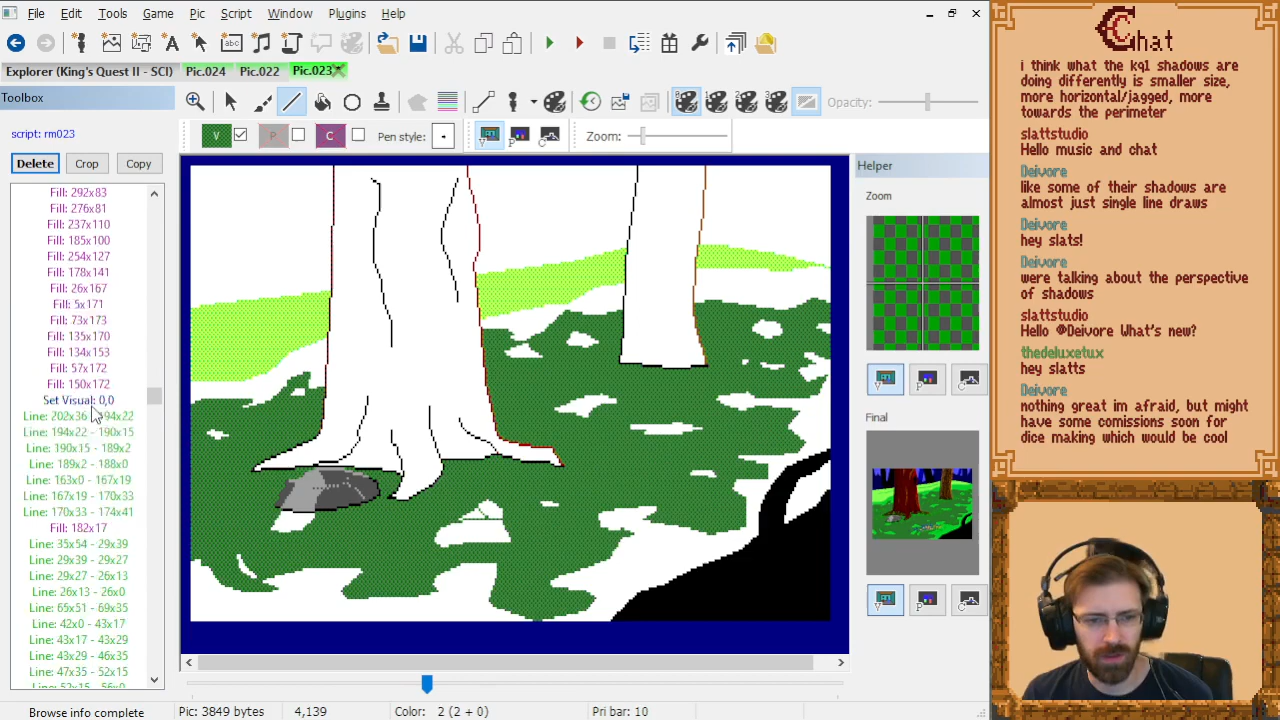 File Edit Tools Game Pic Script Window Plugins Help
Explorer (King's Quest II - SCI) Pic.024 Pic.022 Pic.023
Toolbox
script: rm023
Opacity:
V P C Pen style: V P C Zoom:
Delete Crop Copy
Fill: 292x83
Fill: 276x81
Fill: 237x110
Fill: 185x100
Fill: 254x127
Fill: 178x141
Fill: 26x167
Fill: 5x171
Fill: 73x173
Fill: 135x170
Fill: 134x153
Fill: 57x172
Fill: 150x172
Set Visual: 0,0
Line: 202x36 - 194x22
Line: 194x22 - 190x15
Line: 190x15 - 189x2
Line: 189x2 - 188x0
Line: 163x0 - 167x19
Line: 167x19 - 170x33
Line: 170x33 - 174x41
Fill: 182x17
Line: 35x54 - 29x39
Line: 29x39 - 29x27
Line: 29x27 - 26x13
Line: 26x13 - 26x0
Line: 65x51 - 69x35
Line: 42x0 - 43x17
Line: 43x17 - 43x29
Line: 43x29 - 46x35
Line: 47x35 - 52x15
Line: 52x15 - 56x0
Helper
Zoom
V P C
Final
V P C
Browse info complete Pic: 3849 bytes 4,139 Color: 2 (2 + 0) Pri bar: 10
Chat
i think what the kq1 shadows are
doing differently is smaller size,
more horizontal/jagged, more
towards the perimeter
slattstudio
Hello music and chat
Deivore
like some of their shadows are
almost just single line draws
Deivore
hey slats!
Deivore
were talking about the perspective
of shadows
slattstudio
Hello @Deivore What's new?
thedeluxetux
hey slatts
Deivore
nothing great im afraid, but might
have some comissions soon for
dice making which would be cool